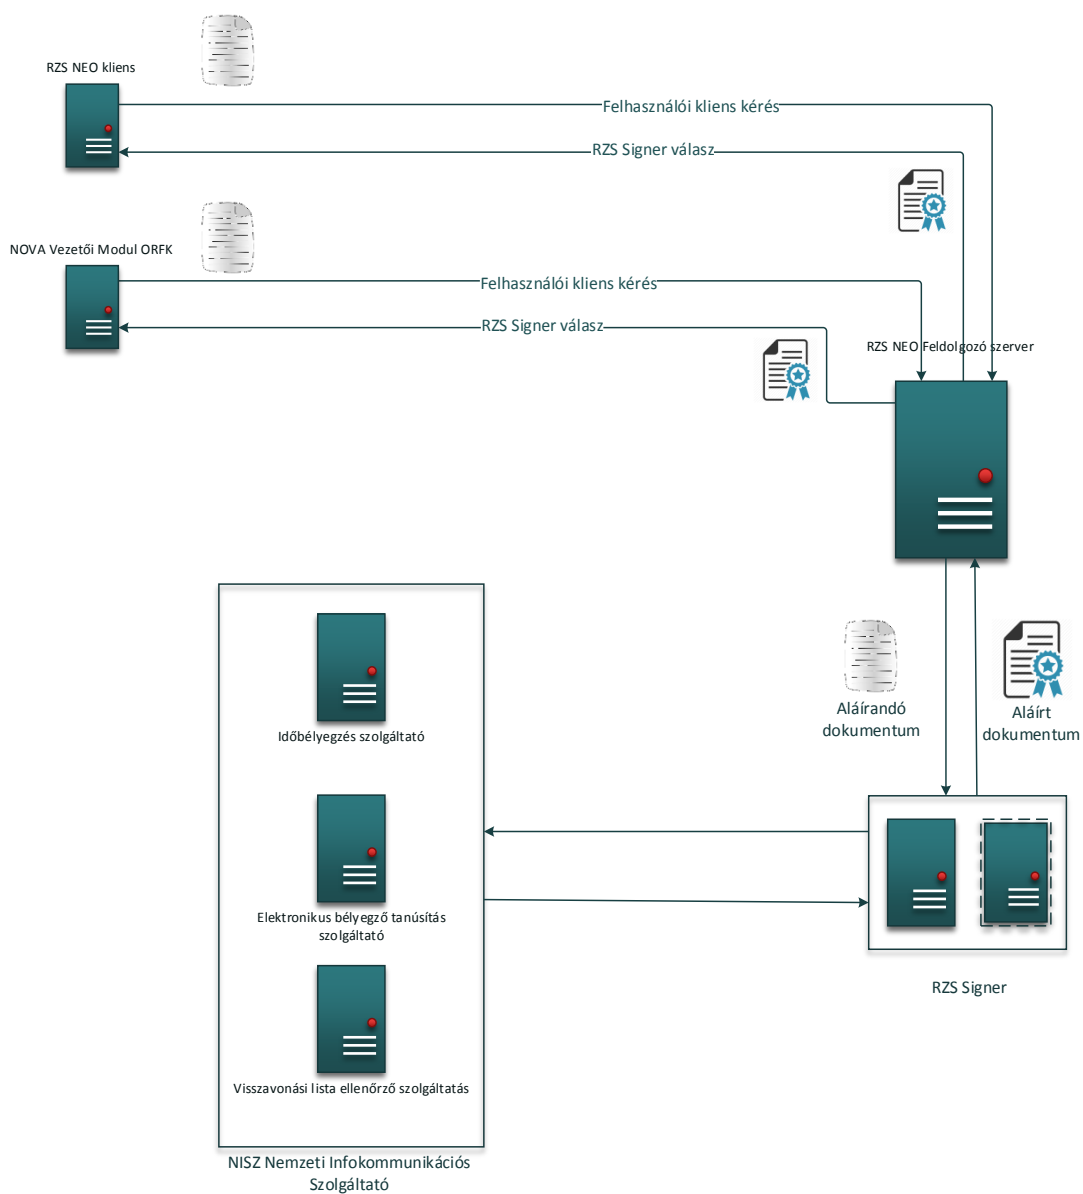 RZS NEO kliens
Felhasználói kliens kérés
RZS Signer válasz
NOVA Vezetői Modul ORFK
Felhasználói kliens kérés
RZS Signer válasz
RZS NEO Feldolgozó szerver
Aláírandó
dokumentum
Aláírt
dokumentum
Időbélyegzés szolgáltató
Elektronikus bélyegző tanúsítás
szolgáltató
RZS Signer
Visszavonási lista ellenőrző szolgáltatás
NISZ Nemzeti Infokommunikációs
Szolgáltató